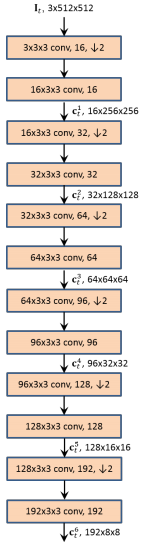 I_t, 3x512x512
3x3x3 conv, 16, ↓2
16x3x3 conv, 16
c_t^1, 16x256x256
16x3x3 conv, 32, ↓2
32x3x3 conv, 32
c_t^2, 32x128x128
32x3x3 conv, 64, ↓2
64x3x3 conv, 64
c_t^3, 64x64x64
64x3x3 conv, 96, ↓2
96x3x3 conv, 96
c_t^4, 96x32x32
96x3x3 conv, 128, ↓2
128x3x3 conv, 128
c_t^5, 128x16x16
128x3x3 conv, 192, ↓2
192x3x3 conv, 192
c_t^6, 192x8x8